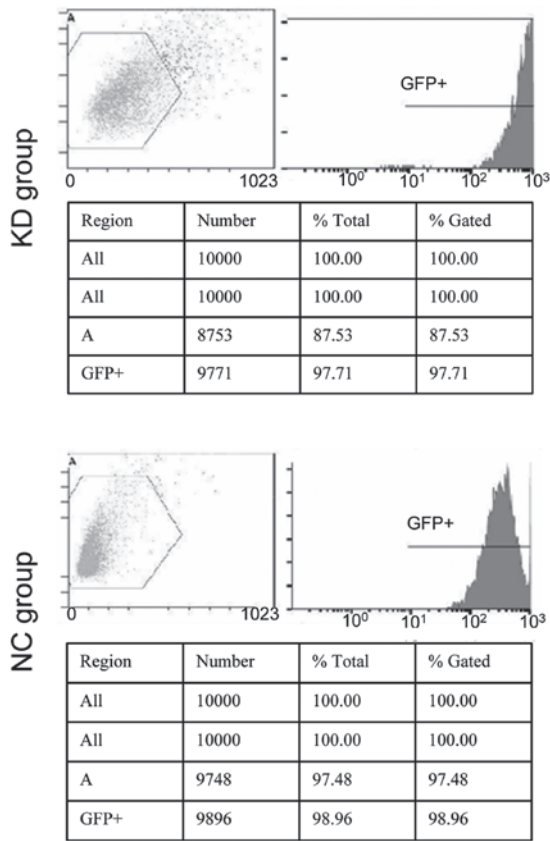 KD group
A
0 1023
GFP+
10⁰ 10¹ 10² 10³
Region Number % Total % Gated
All 10000 100.00 100.00
All 10000 100.00 100.00
A 8753 87.53 87.53
GFP+ 9771 97.71 97.71
NC group
A
1023
GFP+
10⁰ 10¹ 10² 10³
Region Number % Total % Gated
All 10000 100.00 100.00
All 10000 100.00 100.00
A 9748 97.48 97.48
GFP+ 9896 98.96 98.96